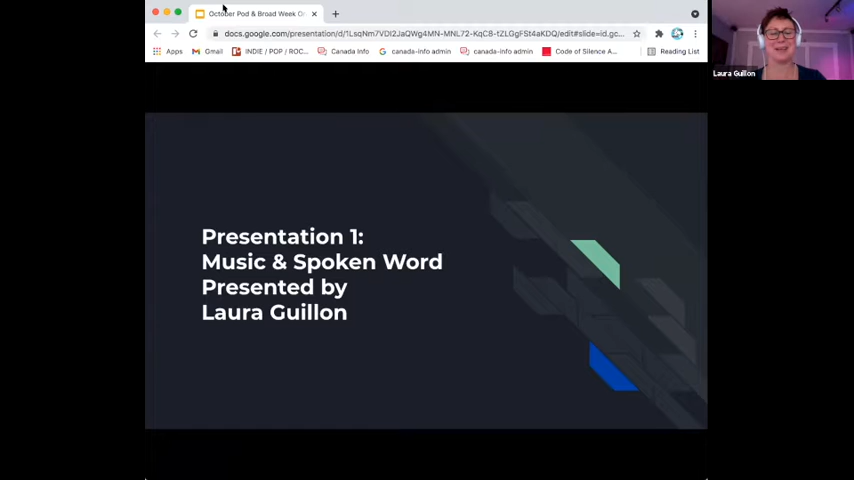 October Pod & Broad Week O
docs.google.com/presentation/d/1LsqNm7VDI2JaQWg4MN-MNL72-KqC8-tZLGgFSt4aKDQ/edit#slide=id.gc...
Apps
Gmail
INDIE / POP / ROC...
Canada Info
canada-info admin
canada-info admin
Code of Silence A...
Reading List
Laura Guillon
Presentation 1:
Music & Spoken Word
Presented by
Laura Guillon